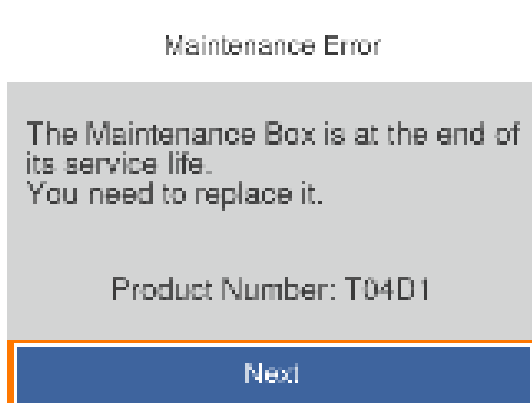 Maintenance Error
The Maintenance Box is at the end of
its service life.
You need to replace it.
Product Number: T04D1
Next